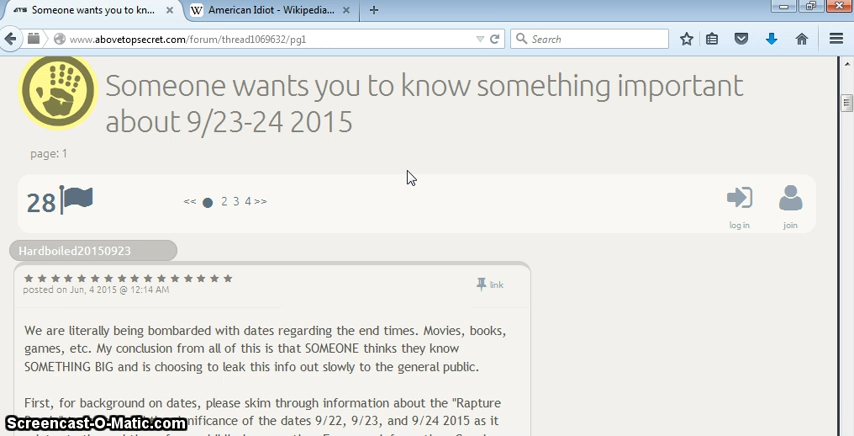 Someone wants you to kn...
American Idiot - Wikipedia...
www.abovetopsecret.com/forum/thread1069632/pg1
Search
Someone wants you to know something important
about 9/23-24 2015
page: 1
28
<< 2 3 4 >>
log in
join
Hardboiled20150923
posted on Jun, 4 2015 @ 12:14 AM
link
We are literally being bombarded with dates regarding the end times. Movies, books,
games, etc. My conclusion from all of this is that SOMEONE thinks they know
SOMETHING BIG and is choosing to leak this info out slowly to the general public.
First, for background on dates, please skim through information about the "Rapture
significance of the dates 9/22, 9/23, and 9/24 2015 as it
Screencast-O-Matic.com